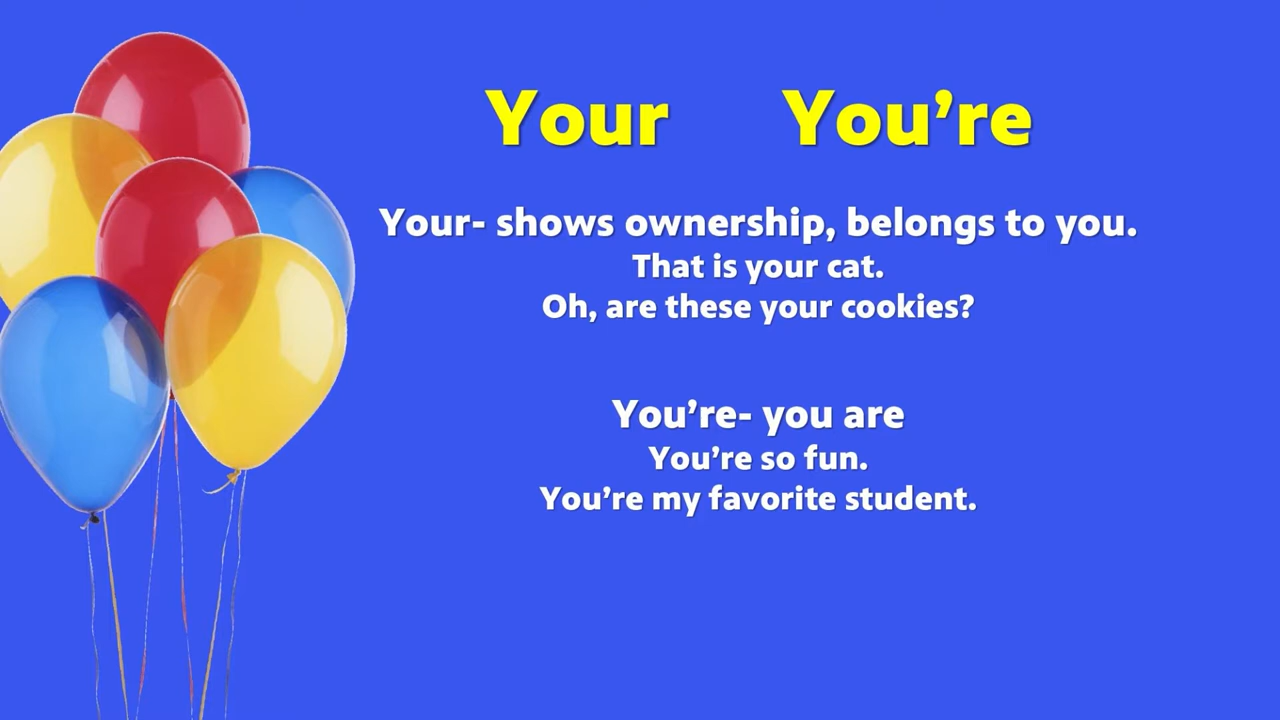 Your You’re
Your- shows ownership, belongs to you.
That is your cat.
Oh, are these your cookies?
You’re- you are
You’re so fun.
You’re my favorite student.